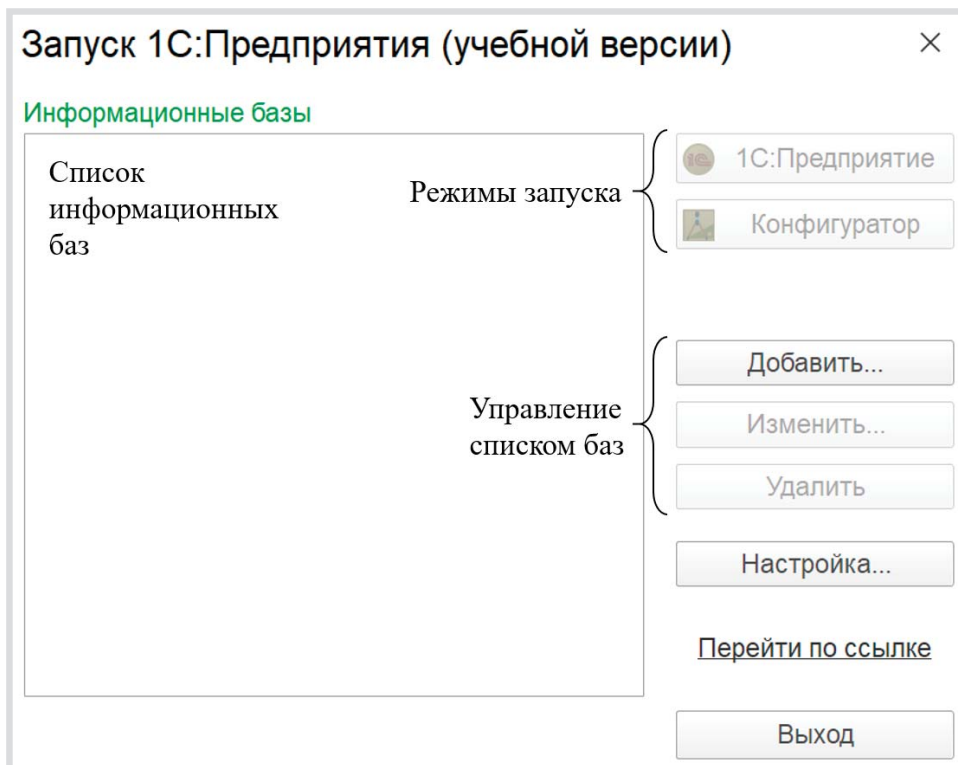 Запуск 1С:Предприятия (учебной версии)
Информационные базы
Список
информационных
баз
Режимы запуска
1С:Предприятие
Конфигуратор
Управление
списком баз
Добавить...
Изменить...
Удалить
Настройка...
Перейти по ссылке
Выход